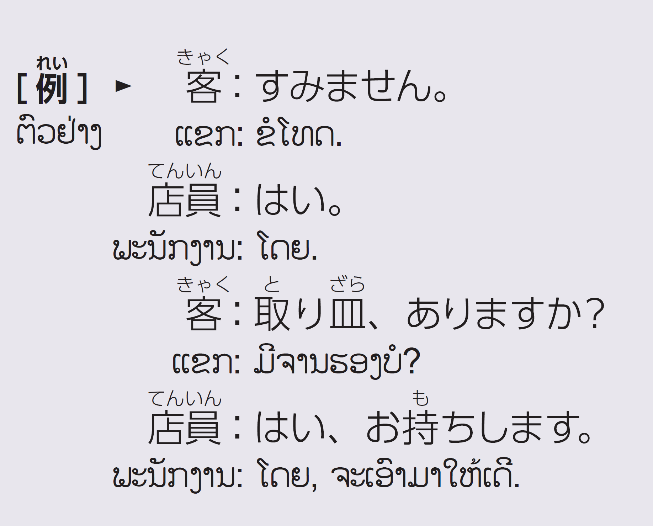 れい きゃく
[例] ► 客：すみません。
ຕົວຢ່າງ ແຂກ: ຂໍໂທດ.
てんいん
店員：はい。
ພະນັກງານ: ໂດຍ.
きゃく と ざら
客：取り皿、ありますか？
ແຂກ: ມີຈານຮອງບໍ?
てんいん も
店員：はい、お持ちします。
ພະນັກງານ: ໂດຍ, ຈະເອົາມາໃຫ້ເດີ.